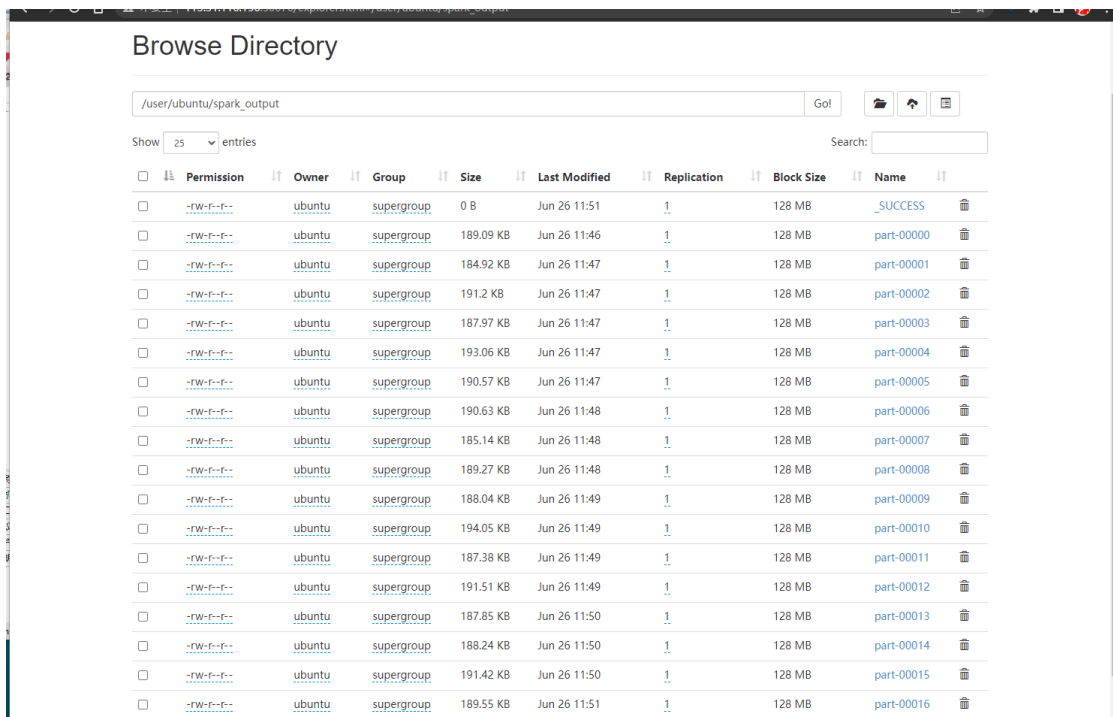 Browse Directory
/user/ubuntu/spark_output Go!
Show 25 entries Search:
Permission Owner Group Size Last Modified Replication Block Size Name
-rw-r--r-- ubuntu supergroup 0 B Jun 26 11:51 1 128 MB _SUCCESS
-rw-r--r-- ubuntu supergroup 189.09 KB Jun 26 11:46 1 128 MB part-00000
-rw-r--r-- ubuntu supergroup 184.92 KB Jun 26 11:47 1 128 MB part-00001
-rw-r--r-- ubuntu supergroup 191.2 KB Jun 26 11:47 1 128 MB part-00002
-rw-r--r-- ubuntu supergroup 187.97 KB Jun 26 11:47 1 128 MB part-00003
-rw-r--r-- ubuntu supergroup 193.06 KB Jun 26 11:47 1 128 MB part-00004
-rw-r--r-- ubuntu supergroup 190.57 KB Jun 26 11:47 1 128 MB part-00005
-rw-r--r-- ubuntu supergroup 190.63 KB Jun 26 11:48 1 128 MB part-00006
-rw-r--r-- ubuntu supergroup 185.14 KB Jun 26 11:48 1 128 MB part-00007
-rw-r--r-- ubuntu supergroup 189.27 KB Jun 26 11:48 1 128 MB part-00008
-rw-r--r-- ubuntu supergroup 188.04 KB Jun 26 11:49 1 128 MB part-00009
-rw-r--r-- ubuntu supergroup 194.05 KB Jun 26 11:49 1 128 MB part-00010
-rw-r--r-- ubuntu supergroup 187.38 KB Jun 26 11:49 1 128 MB part-00011
-rw-r--r-- ubuntu supergroup 191.51 KB Jun 26 11:49 1 128 MB part-00012
-rw-r--r-- ubuntu supergroup 187.85 KB Jun 26 11:50 1 128 MB part-00013
-rw-r--r-- ubuntu supergroup 188.24 KB Jun 26 11:50 1 128 MB part-00014
-rw-r--r-- ubuntu supergroup 191.42 KB Jun 26 11:50 1 128 MB part-00015
-rw-r--r-- ubuntu supergroup 189.55 KB Jun 26 11:51 1 128 MB part-00016